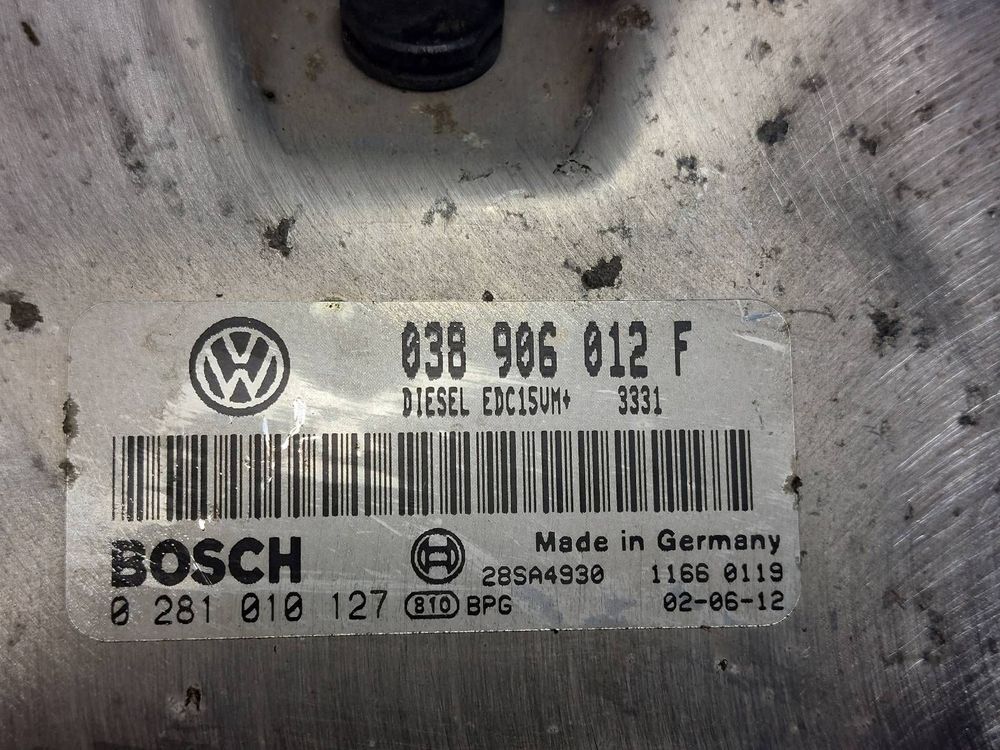 038 906 012 F
DIESEL EDC15VM+ 3331
BOSCH
Made in Germany
28SA4930 1166 0119
0 281 010 127 810 BPG 02-06-12